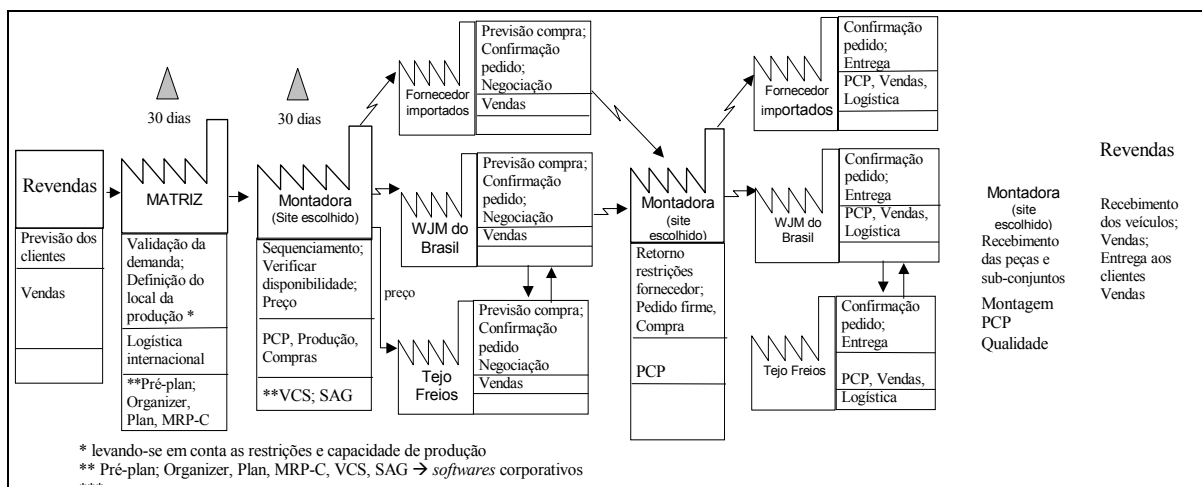 30 dias
30 dias
Revendas
Previsão dos
clientes
Vendas
MATRIZ
Validação da
demanda;
Definição do
local da
produção *
Logística
internacional
**Pré-plan;
Organizer,
Plan, MRP-C
Montadora
(Site escolhido)
Sequenciamento;
Verificar
disponibilidade;
Preço
PCP, Produção,
Compras
**VCS; SAG
preço
Fornecedor
importados
Previsão compra;
Confirmação
pedido;
Negociação
Vendas
WJM do
Brasil
Previsão compra;
Confirmação
pedido;
Negociação
Vendas
Tejo
Freios
Previsão compra;
Confirmação
pedido
Negociação
Vendas
Montadora
(site
escolhido)
Retorno
restrições
fornecedor;
Pedido firme,
Compra
PCP
Fornecedor
importados
Confirmação
pedido;
Entrega
PCP, Vendas,
Logística
WJM do
Brasil
Confirmação
pedido;
Entrega
PCP, Vendas,
Logística
Tejo Freios
Confirmação
pedido;
Entrega
PCP, Vendas,
Logística
Montadora
(site
escolhido)
Recebimento
das peças e
sub-conjuntos
Montagem
PCP
Qualidade
Revendas
Recebimento
dos veículos;
Vendas;
Entrega aos
clientes
Vendas
* levando-se em conta as restrições e capacidade de produção
** Pré-plan; Organizer, Plan, MRP-C, VCS, SAG → softwares corporativos
***